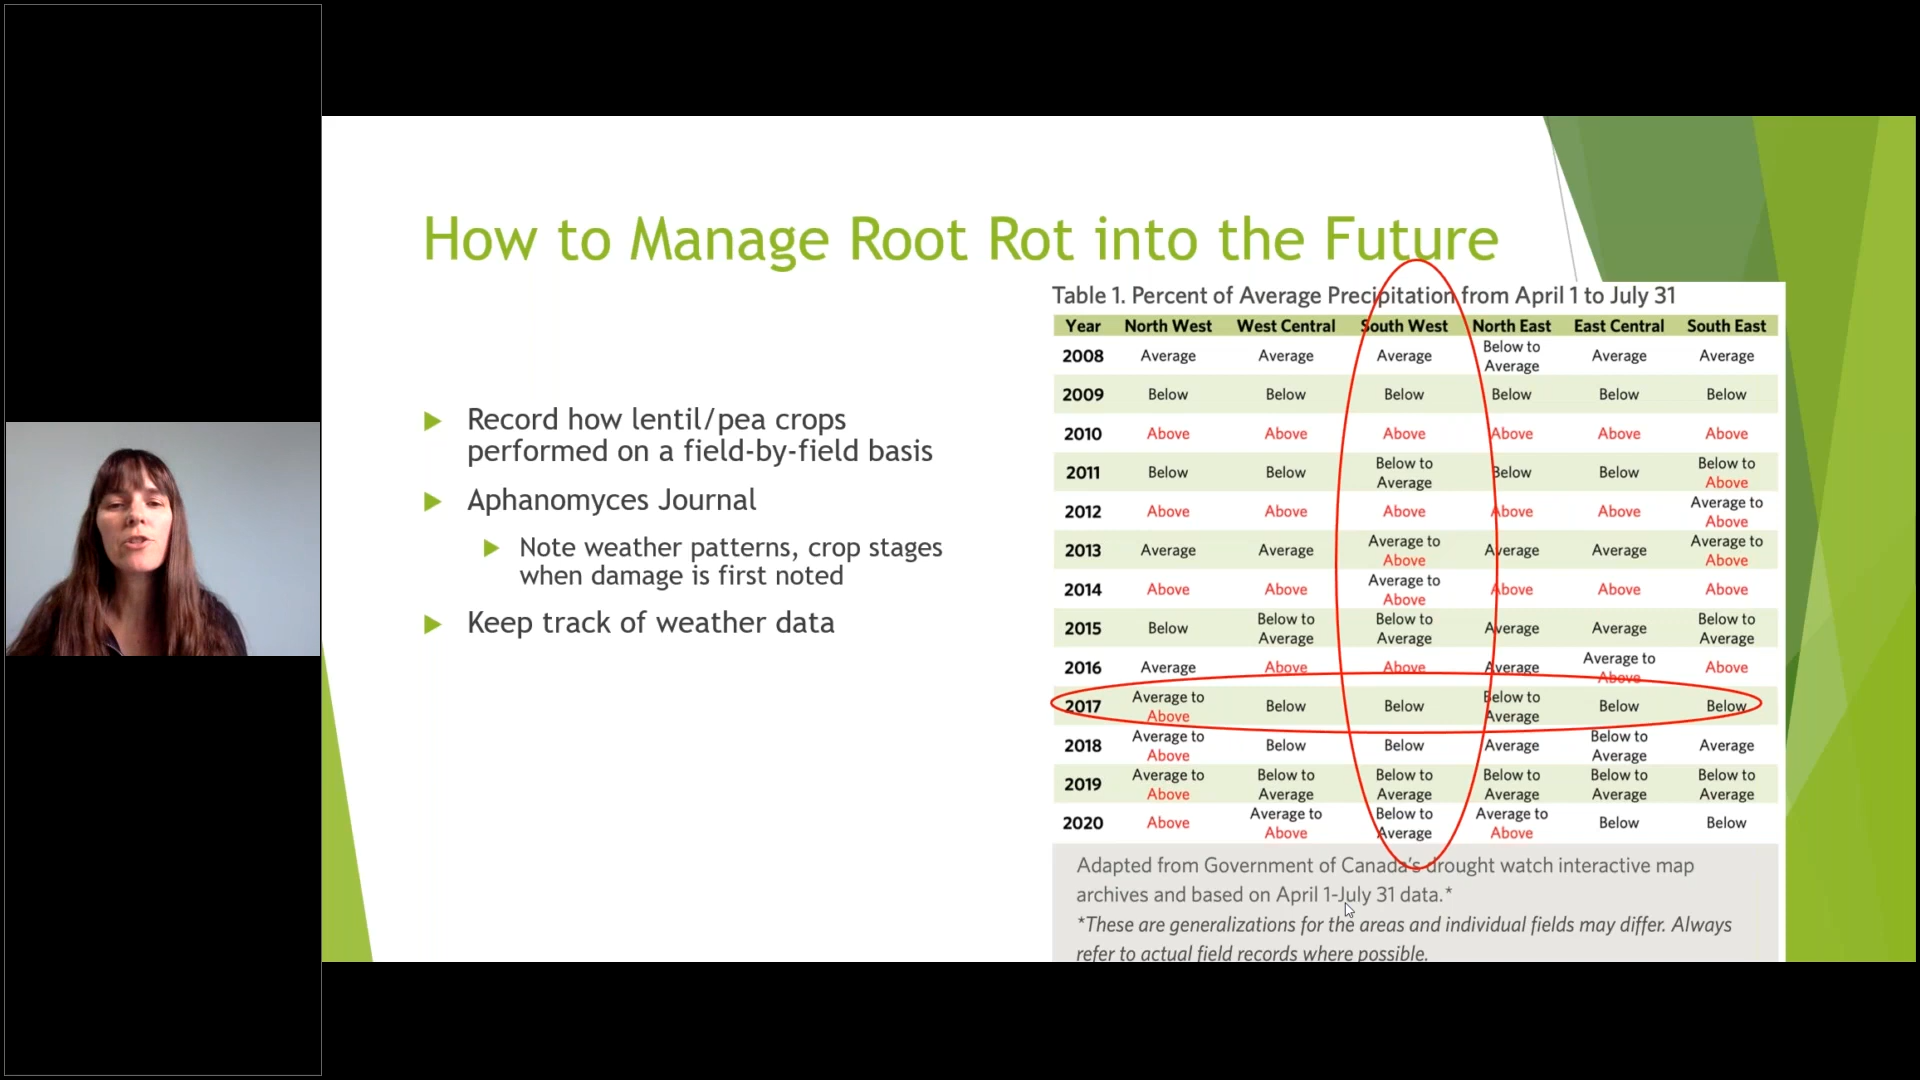 How to Manage Root Rot into the Future
Record how lentil/pea crops
performed on a field-by-field basis
Aphanomyces Journal
Note weather patterns, crop stages
when damage is first noted
Keep track of weather data
Table 1. Percent of Average Precipitation from April 1 to July 31
Year North West West Central South West North East East Central South East
2008 Average Average Average Below to Average Average Average
2009 Below Below Below Below Below Below
2010 Above Above Above Above Above Above
2011 Below Below Below to Average Below Below Below to Above
2012 Above Above Above Above Above Average to Above
2013 Average Average Average to Above Average Average Average to Above
2014 Above Above Average to Above Above Above Above
2015 Below Below to Average Below to Average Average Average Below to Average
2016 Average Above Above Average Average to Above Above
2017 Average to Above Below Below Below to Average Below Below
2018 Average to Above Below Below Average Below to Average Average
2019 Average to Above Below to Average Below to Average Below to Average Below to Average Below to Average
2020 Above Average to Above Below to Average Average to Above Below Below
Adapted from Government of Canada's drought watch interactive map
archives and based on April 1-July 31 data.*
*These are generalizations for the areas and individual fields may differ. Always
refer to actual field records where possible.